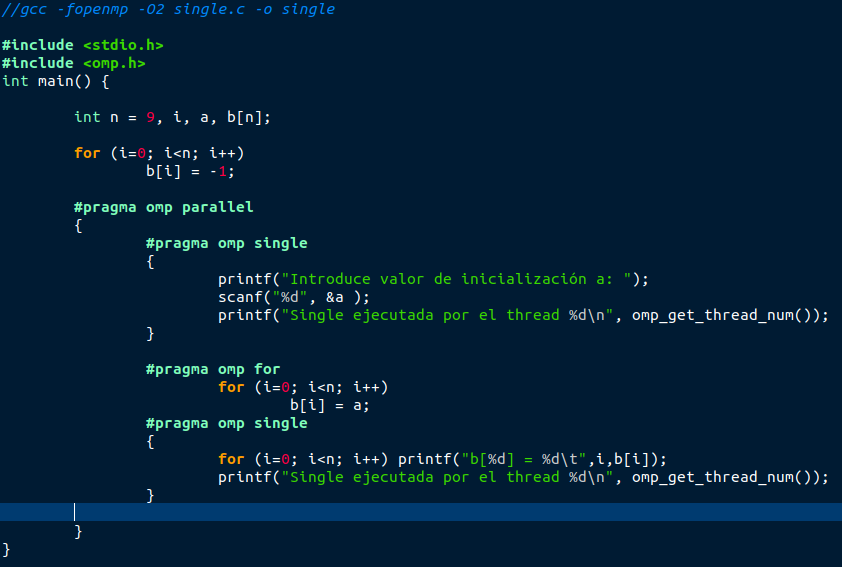 //gcc -fopenmp -O2 single.c -o single
#include <stdio.h>
#include <omp.h>
int main() {
int n = 9, i, a, b[n];
for (i=0; i<n; i++)
b[i] = -1;
#pragma omp parallel
{
#pragma omp single
{
printf("Introduce valor de inicialización a: ");
scanf("%d", &a );
printf("Single ejecutada por el thread %d\n", omp_get_thread_num());
}
#pragma omp for
for (i=0; i<n; i++)
b[i] = a;
#pragma omp single
{
for (i=0; i<n; i++) printf("b[%d] = %d\t",i,b[i]);
printf("Single ejecutada por el thread %d\n", omp_get_thread_num());
}
}
}